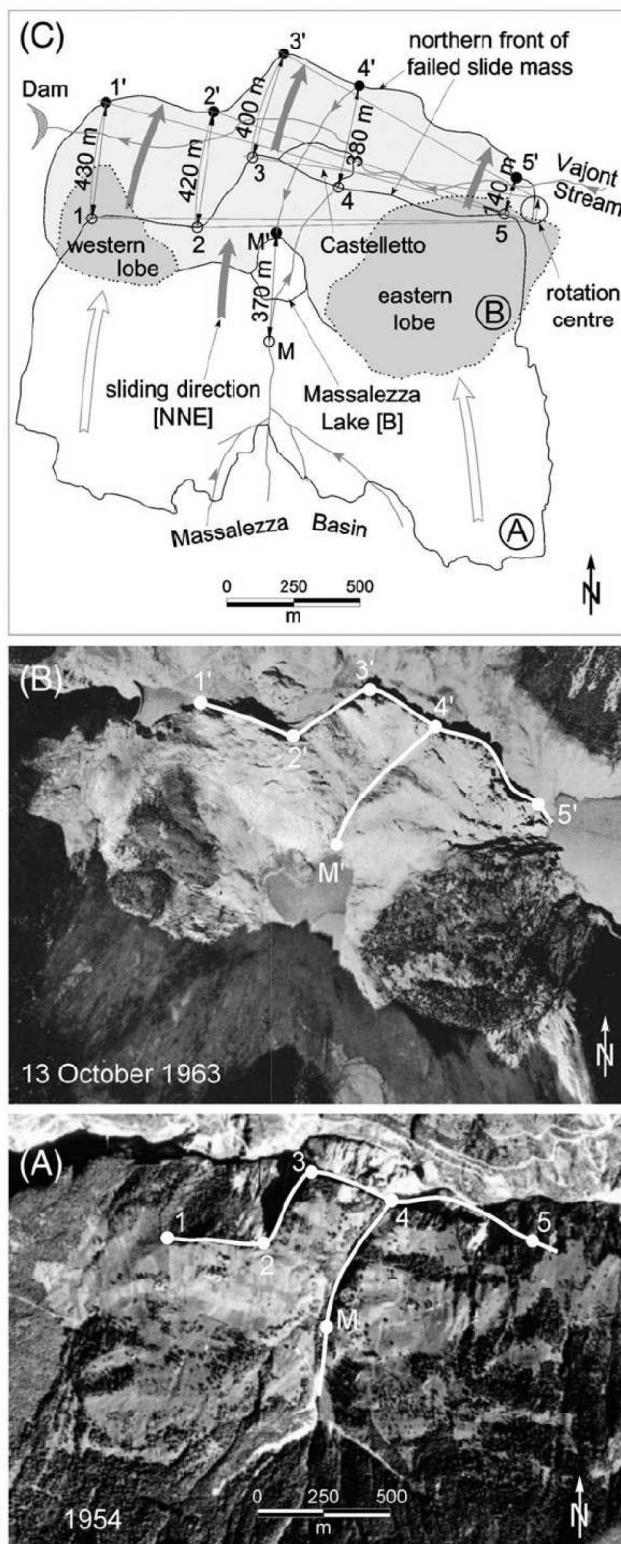 (C)
3'
northern front of
failed slide mass
Dam
1'
2'
4'
400 m
380 m
430 m
420 m
5'
140 m
Vajont
Stream
3
4
1
2
5
western
lobe
M'
Castelletto
eastern
lobe
B
rotation
centre
370 m
M
sliding direction
[NNE]
Massalezza
Lake [B]
Massalezza Basin
A
0 250 500
m
N
(B)
1'
2'
3'
4'
5'
M'
13 October 1963
N
(A)
3
1
2
4
5
M
0 250 500
m
1954
N